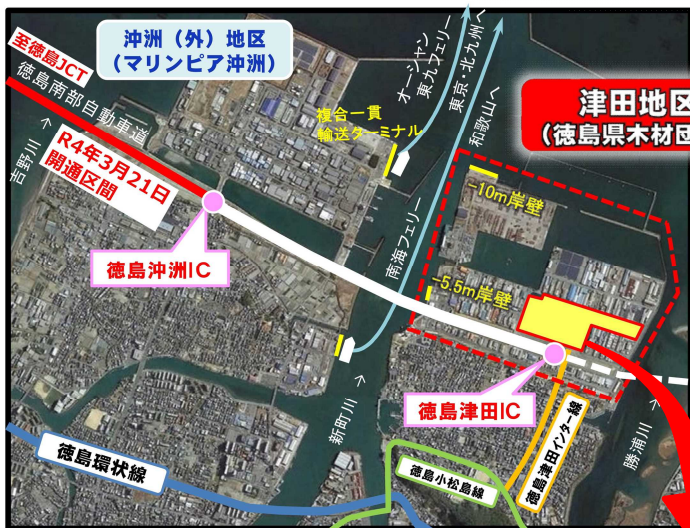 沖洲（外）地区
（マリンピア沖洲）
至徳島JCT
徳島南部自動車道
R4年3月21日
開通区間
吉野川
複合一貫
輸送ターミナル
オーシャン
東九フェリー
東京・北九州へ
和歌山へ
南海フェリー
津田地区
（徳島県木材団
-10m岸壁
-5.5m岸壁
徳島沖洲IC
徳島津田IC
新町川
勝浦川
徳島環状線
徳島小松島線
徳島津田インター線